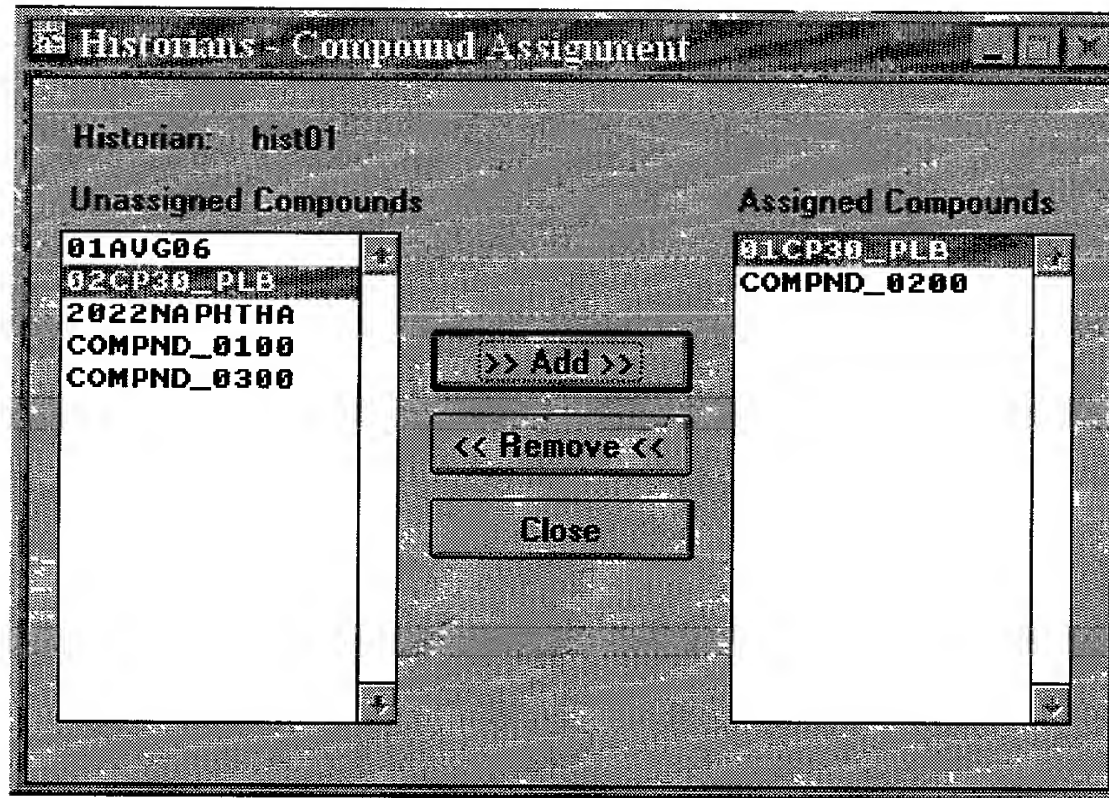 Historians - Compound Assignment
Historian: hist01
Unassigned Compounds
01AVG06
02CP30_PLB
2022NAPHTHA
COMPND_0100
COMPND_0300
>> Add >>
<< Remove <<
Close
Assigned Compounds
01CP30_PLB
COMPND_0200